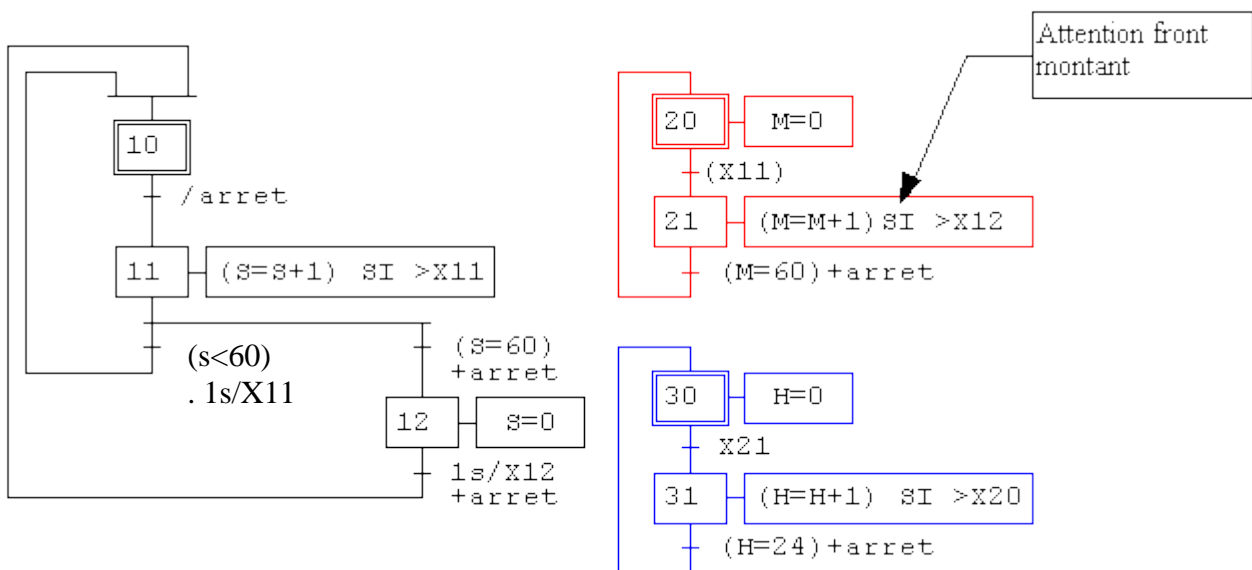 Attention front
montant
10
/arret
11
(S=S+1) SI >X11
(s<60)
. 1s/X11
(S=60)
+arret
12
S=0
1s/X12
+arret
20
M=0
(X11)
21
(M=M+1) SI >X12
(M=60)+arret
30
H=0
X21
31
(H=H+1) SI >X20
(H=24)+arret